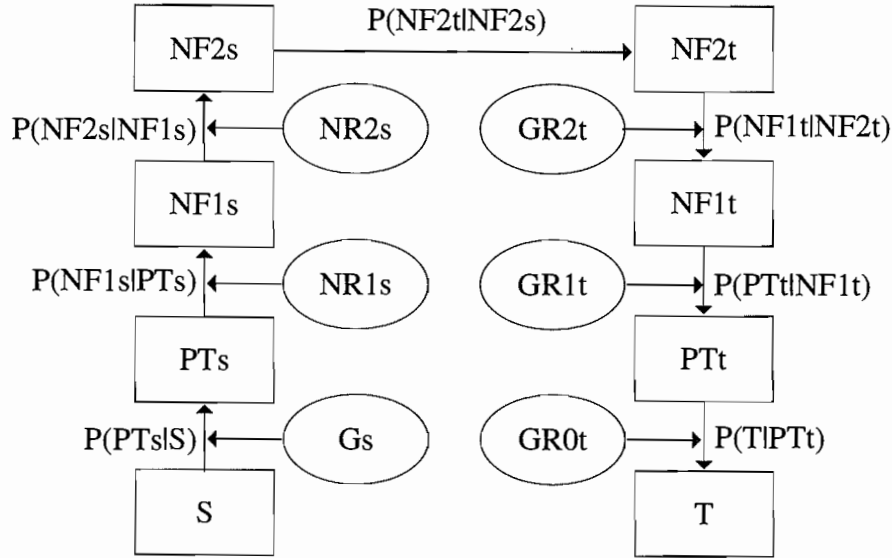 P(NF2t|NF2s)
NF2s
NF2t
P(NF2s|NF1s)
NR2s
GR2t
P(NF1t|NF2t)
NF1s
NF1t
P(NF1s|PTs)
NR1s
GR1t
P(PTt|NF1t)
PTs
PTt
P(PTs|S)
Gs
GR0t
P(T|PTt)
S
T